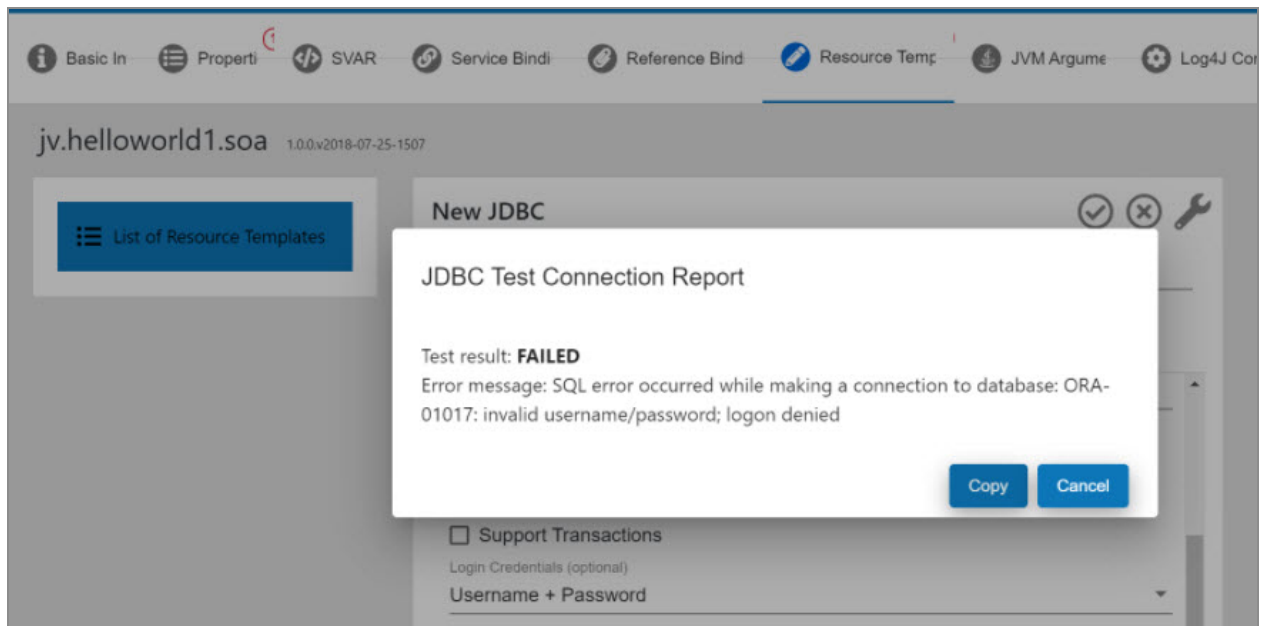 Basic In Properti SVAR Service Bindi Reference Bind Resource Temp JVM Argume Log4J Cor
jv.helloworld1.soa 1.0.0.v2018-07-25-1507
List of Resource Templates
New JDBC
JDBC Test Connection Report
Test result: FAILED
Error message: SQL error occurred while making a connection to database: ORA-
01017: invalid username/password; logon denied
Copy Cancel
Support Transactions
Login Credentials (optional)
Username + Password